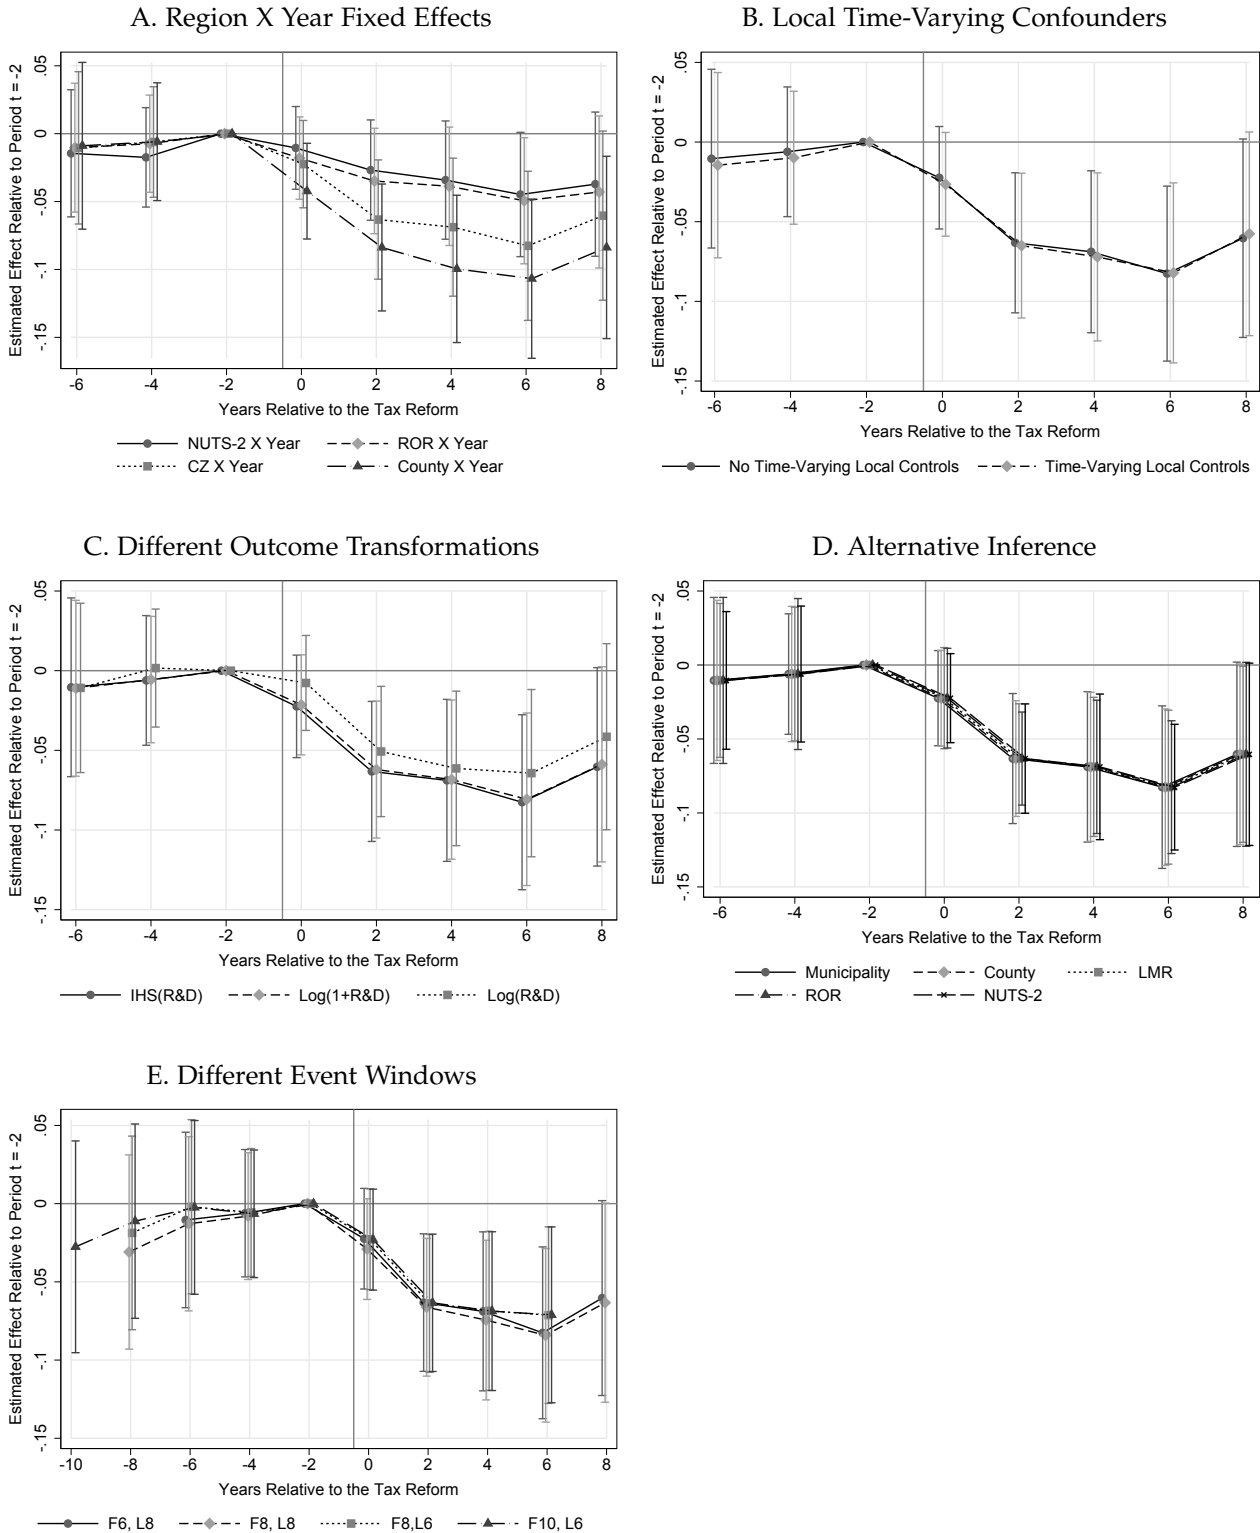 A. Region X Year Fixed Effects
Estimated Effect Relative to Period t = -2
.05
0
-.05
-.1
-.15
-6 -4 -2 0 2 4 6 8
Years Relative to the Tax Reform
NUTS-2 X Year ROR X Year
CZ X Year County X Year
B. Local Time-Varying Confounders
Estimated Effect Relative to Period t = -2
.05
0
-.05
-.1
-.15
-6 -4 -2 0 2 4 6 8
Years Relative to the Tax Reform
No Time-Varying Local Controls Time-Varying Local Controls
C. Different Outcome Transformations
Estimated Effect Relative to Period t = -2
.05
0
-.05
-.1
-.15
-6 -4 -2 0 2 4 6 8
Years Relative to the Tax Reform
IHS(R&D) Log(1+R&D) Log(R&D)
D. Alternative Inference
Estimated Effect Relative to Period t = -2
.05
0
-.05
-.1
-.15
-6 -4 -2 0 2 4 6 8
Years Relative to the Tax Reform
Municipality County LMR
ROR NUTS-2
E. Different Event Windows
Estimated Effect Relative to Period t = -2
.05
0
-.05
-.1
-.15
-10 -8 -6 -4 -2 0 2 4 6 8
Years Relative to the Tax Reform
F6, L8 F8, L8 F8,L6 F10, L6